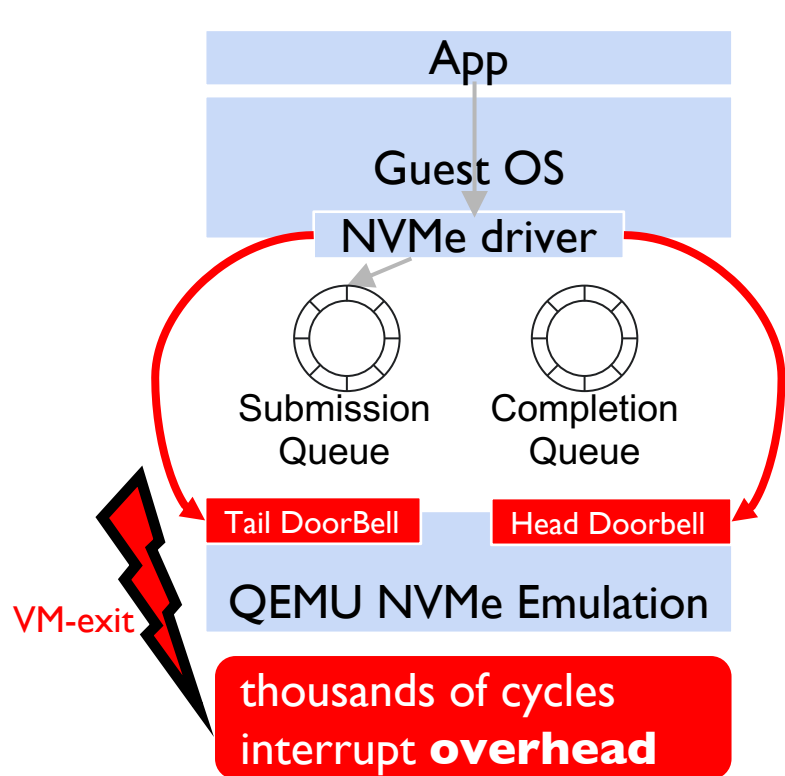 App
Guest OS
NVMe driver
Submission
Queue
Completion
Queue
Tail DoorBell
Head Doorbell
QEMU NVMe Emulation
VM-exit
thousands of cycles
interrupt overhead